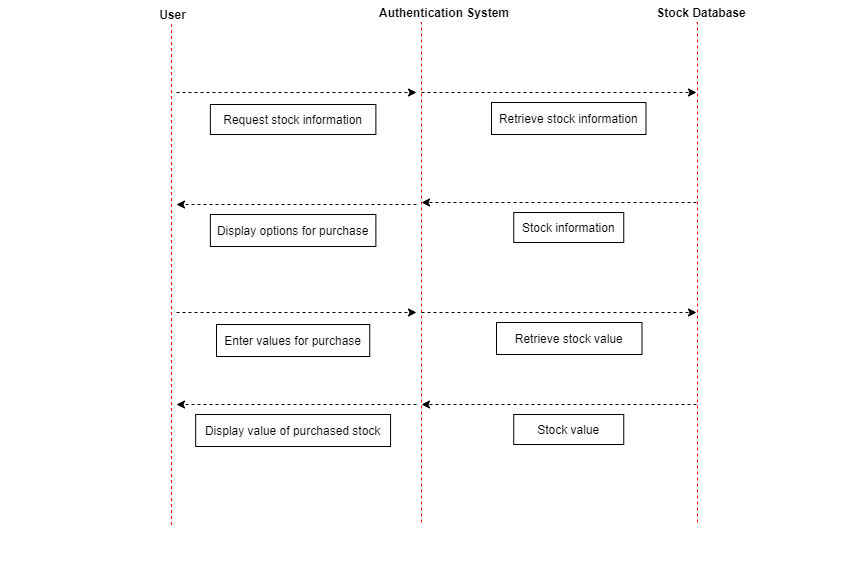 User
Authentication System
Stock Database
Request stock information
Retrieve stock information
Display options for purchase
Stock information
Enter values for purchase
Retrieve stock value
Display value of purchased stock
Stock value